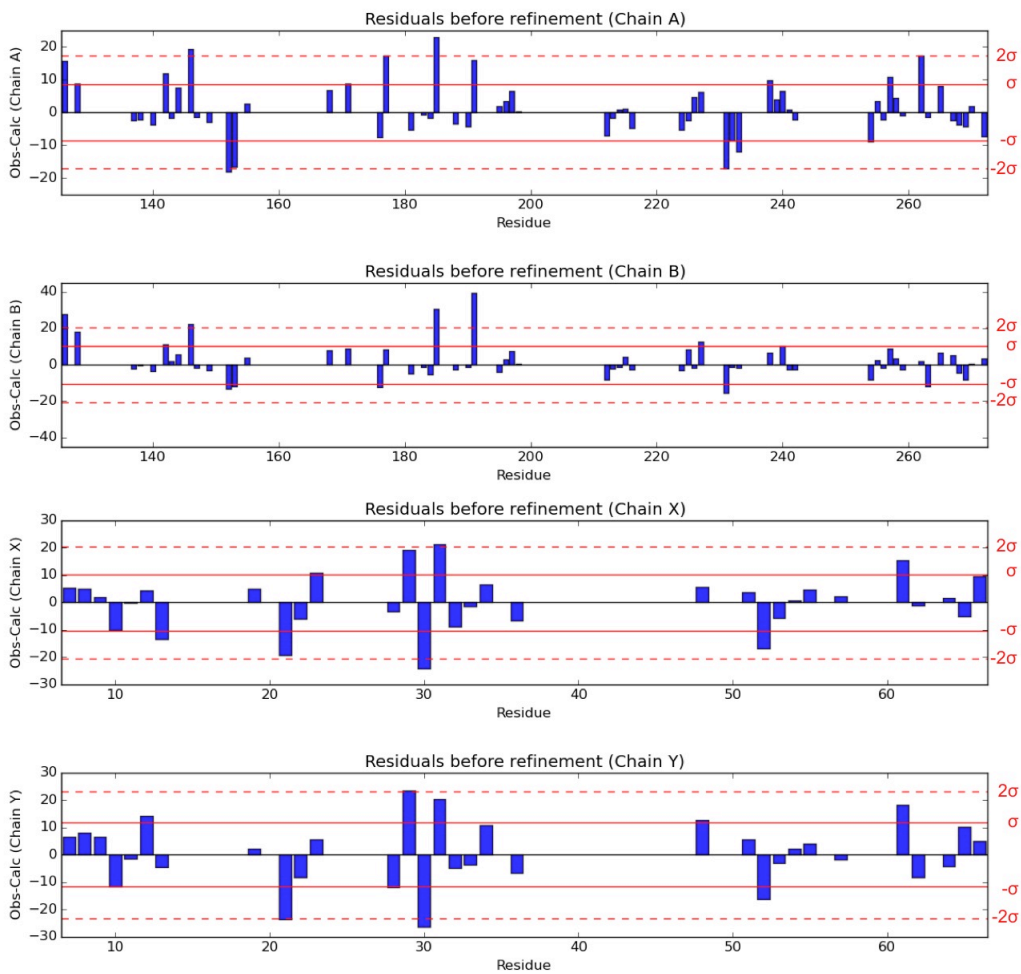 Residuals before refinement (Chain A)
Obs-Calc (Chain A)
20
10
0
−10
−20
2σ
σ
-σ
-2σ
140 160 180 200 220 240 260
Residue
Residuals before refinement (Chain B)
Obs-Calc (Chain B)
40
20
0
−20
−40
2σ
σ
-σ
-2σ
140 160 180 200 220 240 260
Residue
Residuals before refinement (Chain X)
Obs-Calc (Chain X)
30
20
10
0
−10
−20
−30
2σ
σ
-σ
-2σ
10 20 30 40 50 60
Residue
Residuals before refinement (Chain Y)
Obs-Calc (Chain Y)
30
20
10
0
−10
−20
−30
2σ
σ
-σ
-2σ
10 20 30 40 50 60
Residue